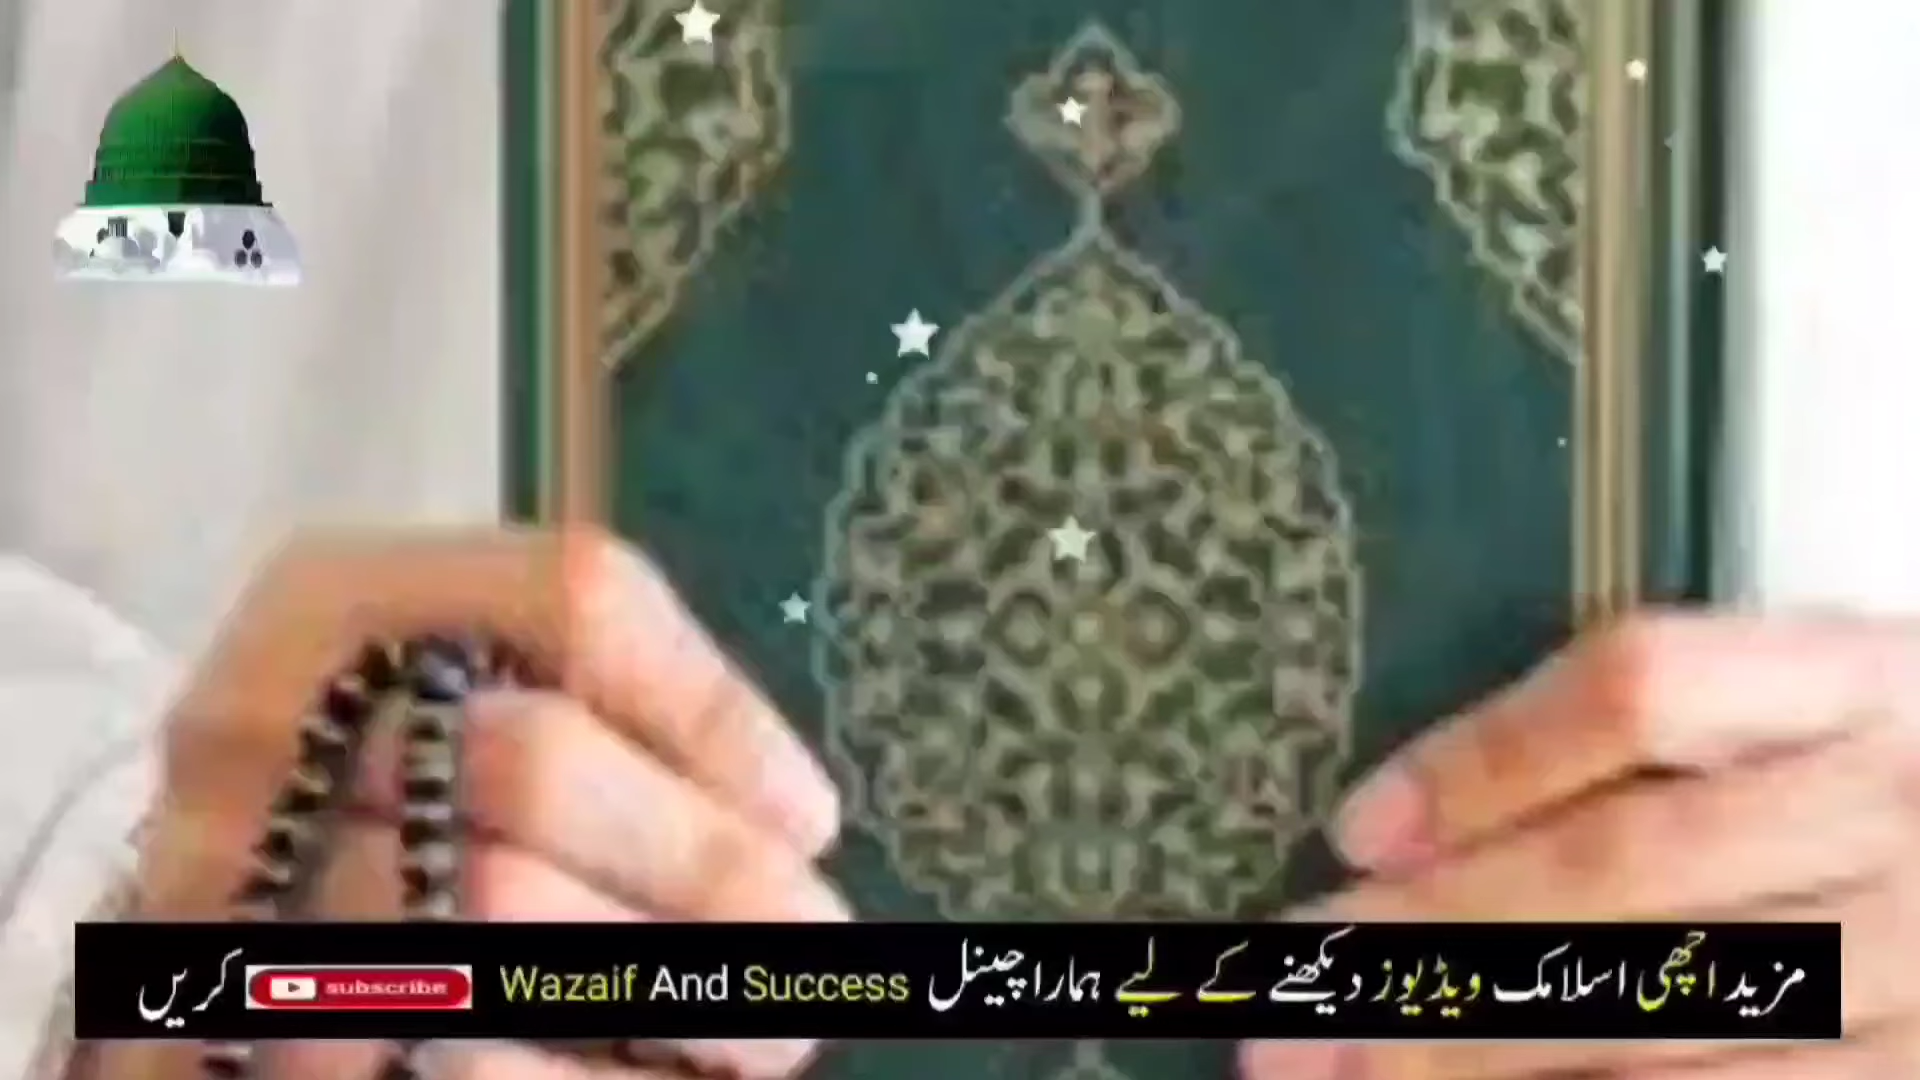 مزید اچھی اسلامک ویڈیوز دیکھنے کے لیے ہمارا چینل Wazaif And Success subscribe کریں